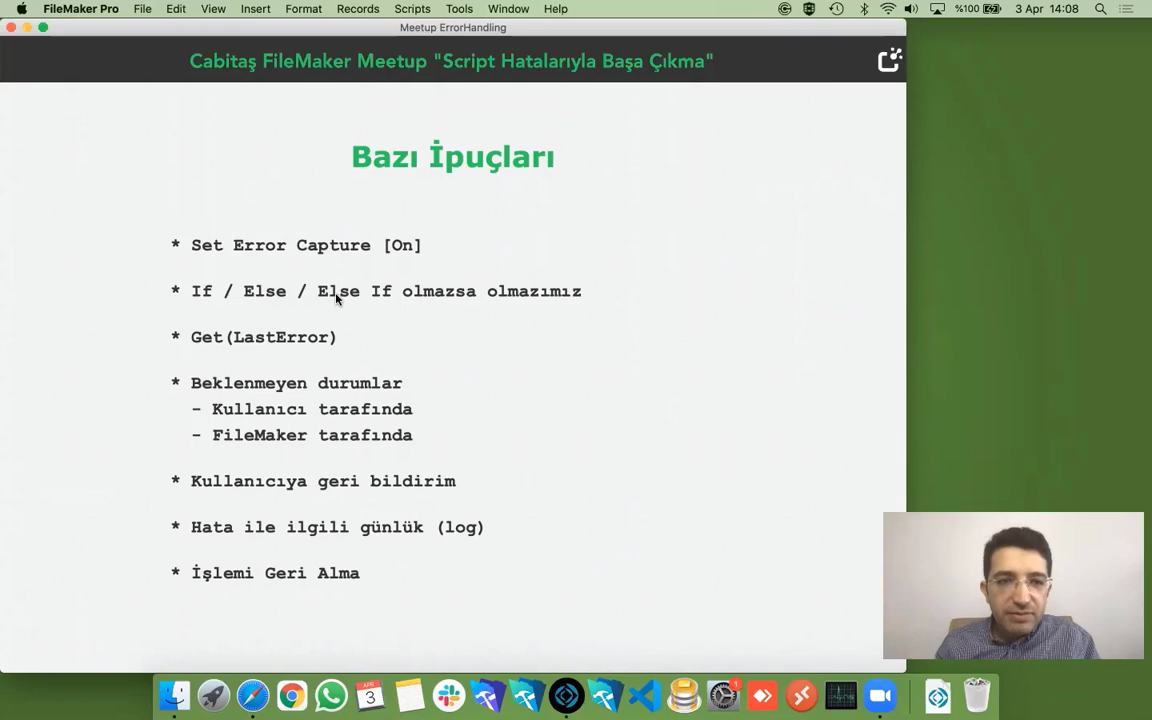 FileMaker Pro File Edit View Insert Format Records Scripts Tools Window Help %100 3 Apr 14:08
Meetup ErrorHandling
Cabitaş FileMaker Meetup "Script Hatalarıyla Başa Çıkma"
Bazı İpuçları
* Set Error Capture [On]
* If / Else / Else If olmazsa olmazımız
* Get(LastError)
* Beklenmeyen durumlar
- Kullanıcı tarafında
- FileMaker tarafında
* Kullanıcıya geri bildirim
* Hata ile ilgili günlük (log)
* İşlemi Geri Alma
APR
3
1